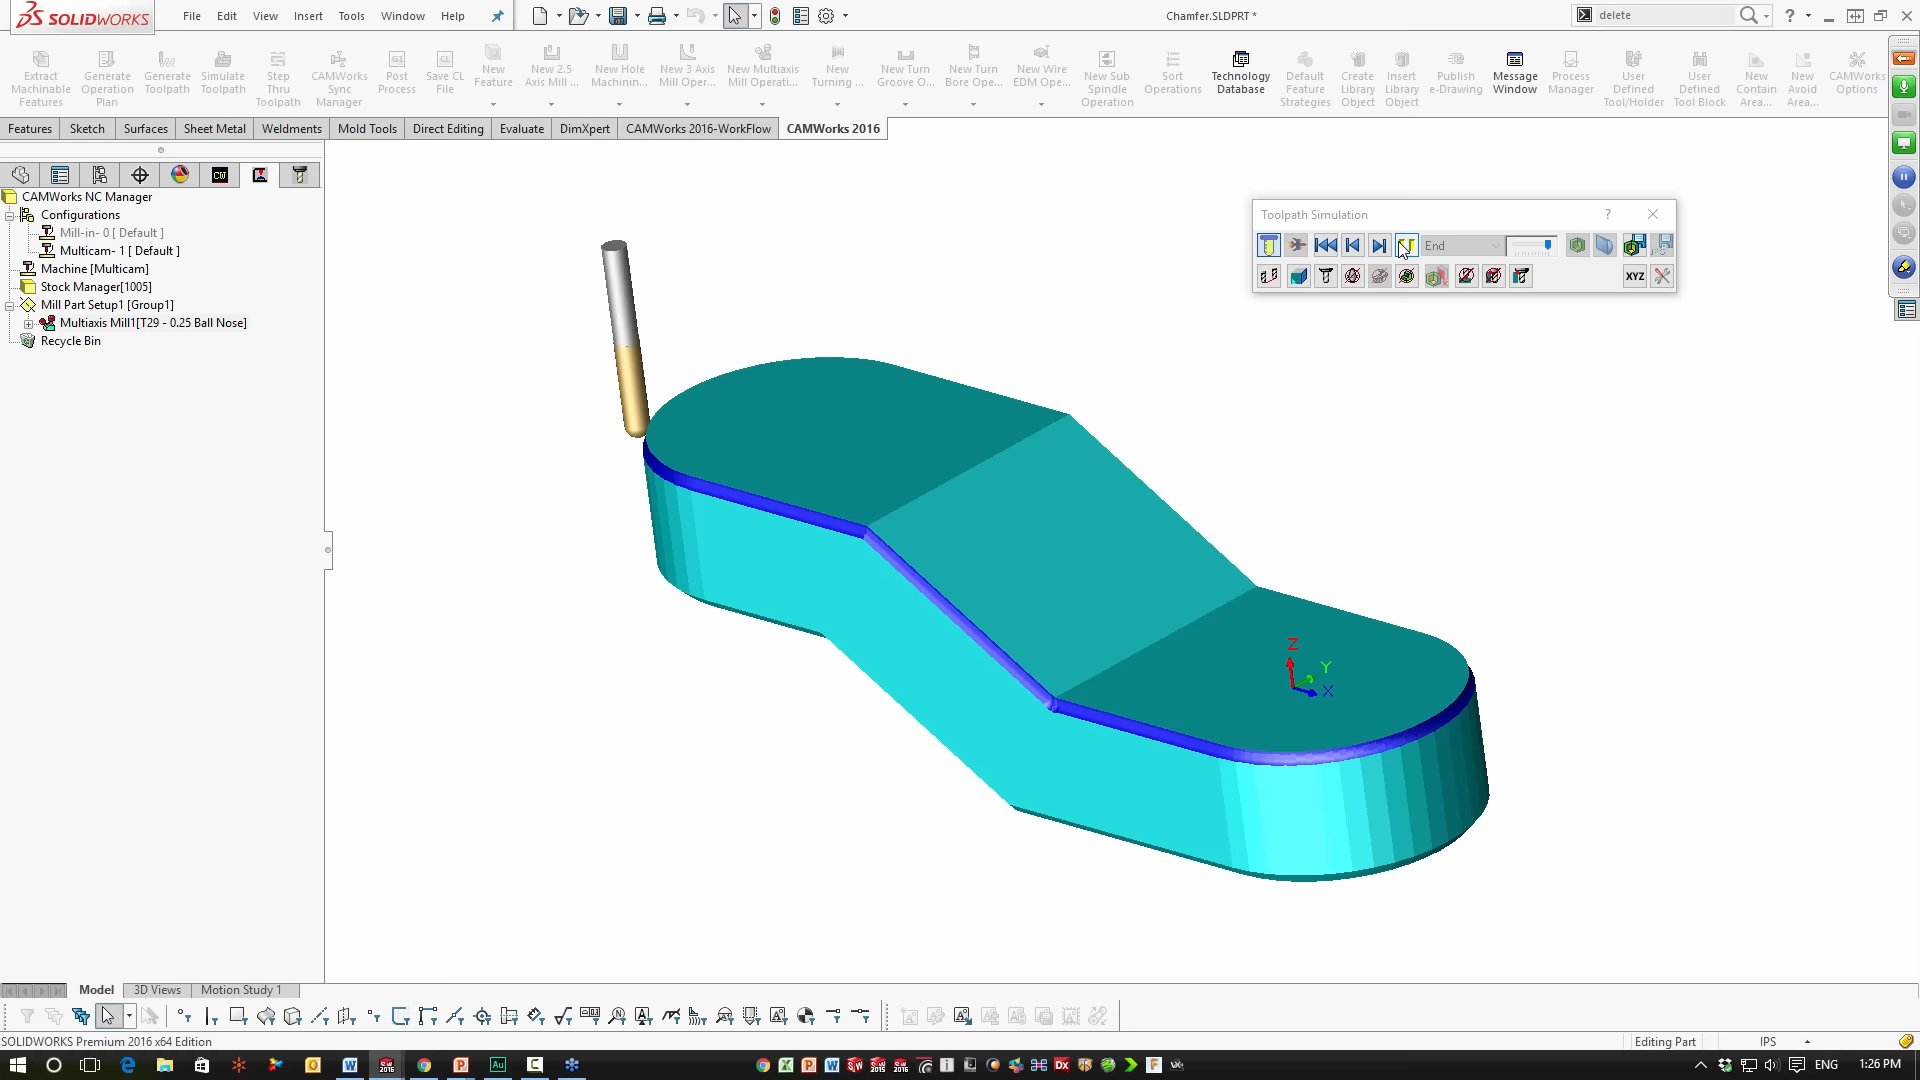 SOLIDWORKS File Edit View Insert Tools Window Help Chamfer.SLDPRT * delete ?
Extract Machinable Features
Generate Operation Plan
Generate Toolpath
Simulate Toolpath
Step Thru Toolpath
CAMWorks Sync Manager
Post Process
Save CL File
New Feature
New 2.5 Axis Mill ...
New Hole Machinin...
New 3 Axis Mill Oper...
New Multiaxis Mill Operati...
New Turning ...
New Turn Groove O...
New Turn Bore Ope...
New Wire EDM Ope...
New Sub Spindle Operation
Sort Operations
Technology Database
Default Feature Strategies
Create Library Object
Insert Library Object
Publish e-Drawing
Message Window
Process Manager
User Defined Tool/Holder
User Defined Tool Block
New Contain Area...
New Avoid Area...
CAMWorks Options
Features Sketch Surfaces Sheet Metal Weldments Mold Tools Direct Editing Evaluate DimXpert CAMWorks 2016-WorkFlow CAMWorks 2016
CAMWorks NC Manager
Configurations
Mill-in- 0 [ Default ]
Multicam- 1 [ Default ]
Machine [Multicam]
Stock Manager[1005]
Mill Part Setup1 [Group1]
Multiaxis Mill1[T29 - 0.25 Ball Nose]
Recycle Bin
Toolpath Simulation ?
End
XYZ
Z
Y
X
Model 3D Views Motion Study 1
SOLIDWORKS Premium 2016 x64 Edition Editing Part IPS
ENG 1:26 PM